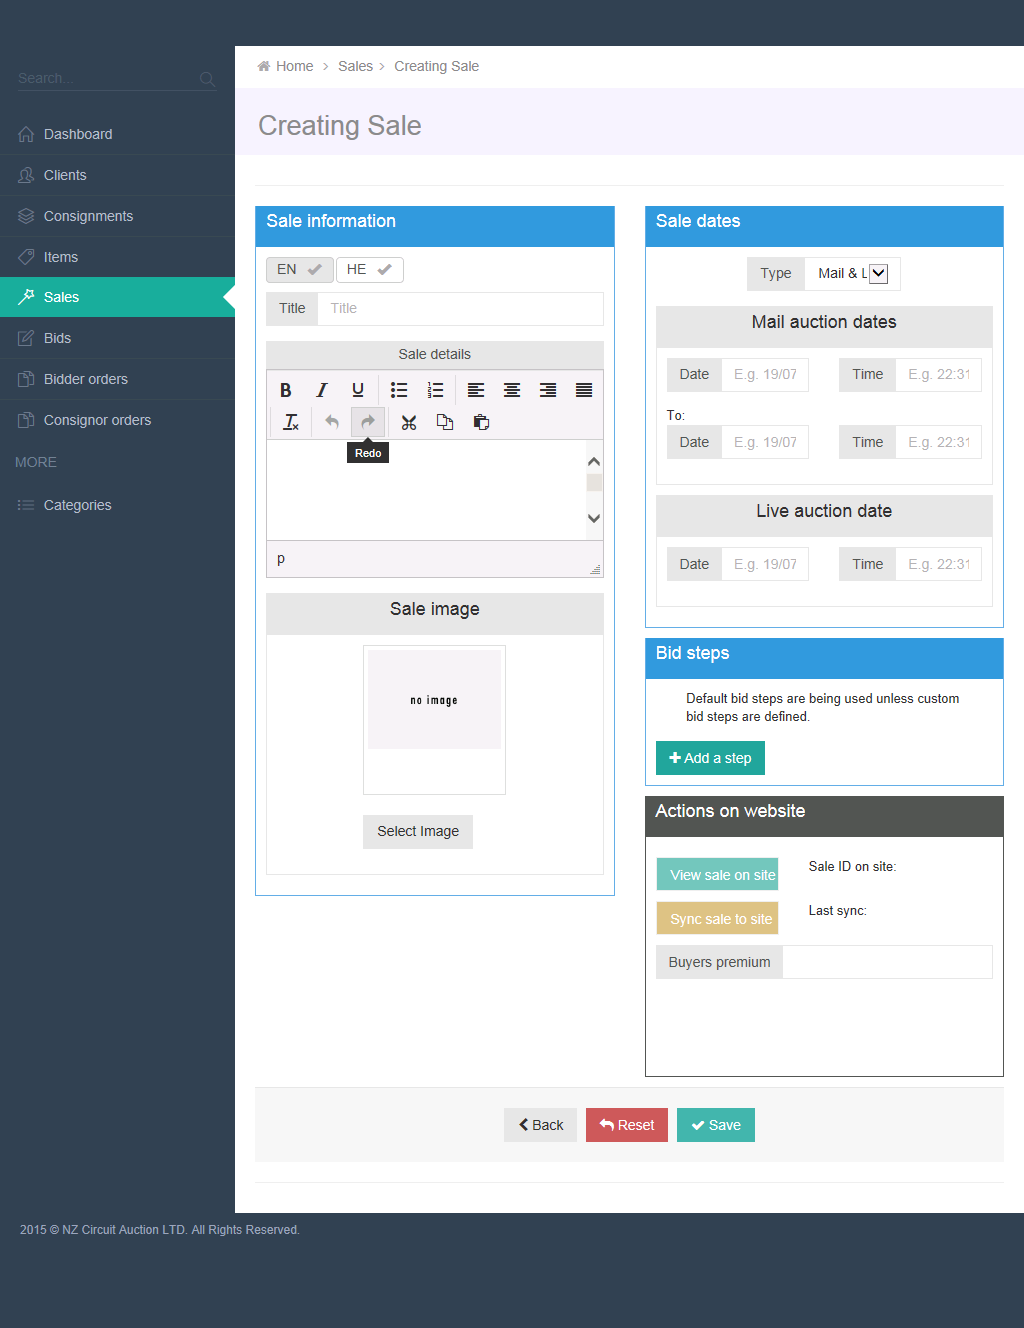 Search...
Home
Sales
Creating Sale
Creating Sale
Dashboard
Clients
Consignments
Items
Sales
Bids
Bidder orders
Consignor orders
MORE
Categories
Sale information
EN
HE
Title
Title
Sale details
B I U
Redo
p
Sale image
no image
Select Image
Sale dates
Type
Mail & L
Mail auction dates
Date
E.g. 19/07
Time
E.g. 22:31
To:
Date
E.g. 19/07
Time
E.g. 22:31
Live auction date
Date
E.g. 19/07
Time
E.g. 22:31
Bid steps
Default bid steps are being used unless custom
bid steps are defined.
Add a step
Actions on website
View sale on site
Sale ID on site:
Sync sale to site
Last sync:
Buyers premium
Back
Reset
Save
2015 © NZ Circuit Auction LTD. All Rights Reserved.